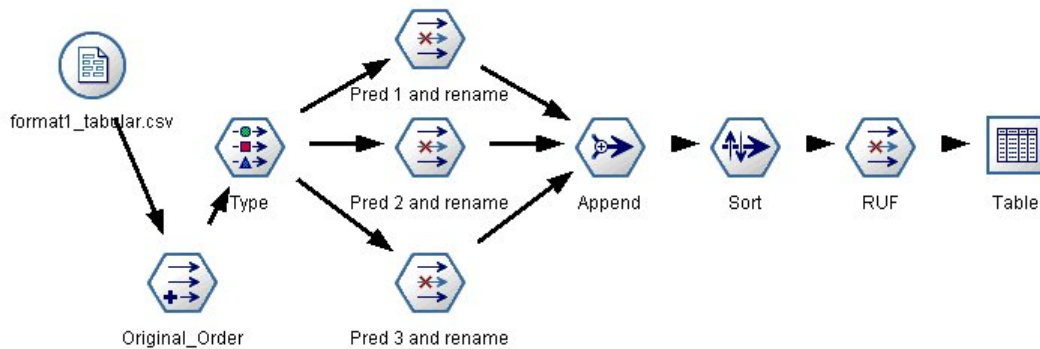 format1_tabular.csv
Original_Order
Type
Pred 1 and rename
Pred 2 and rename
Pred 3 and rename
Append
Sort
RUF
Table